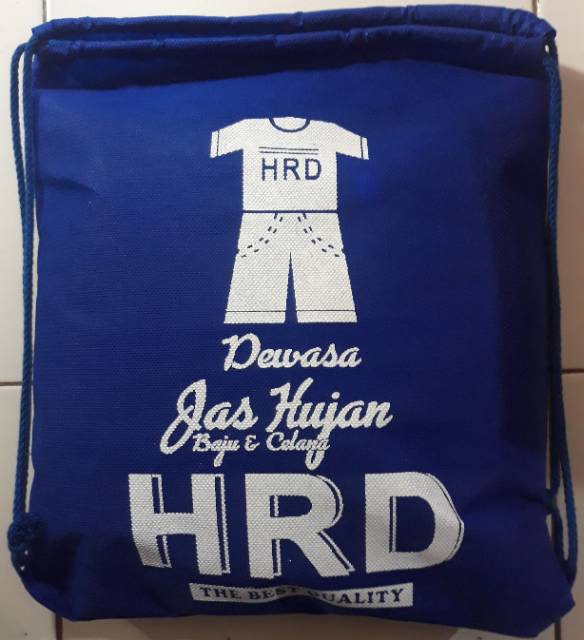 HRD
Dewasa
Jas Hujan
Baju & Celana
HRD
THE BEST QUALITY